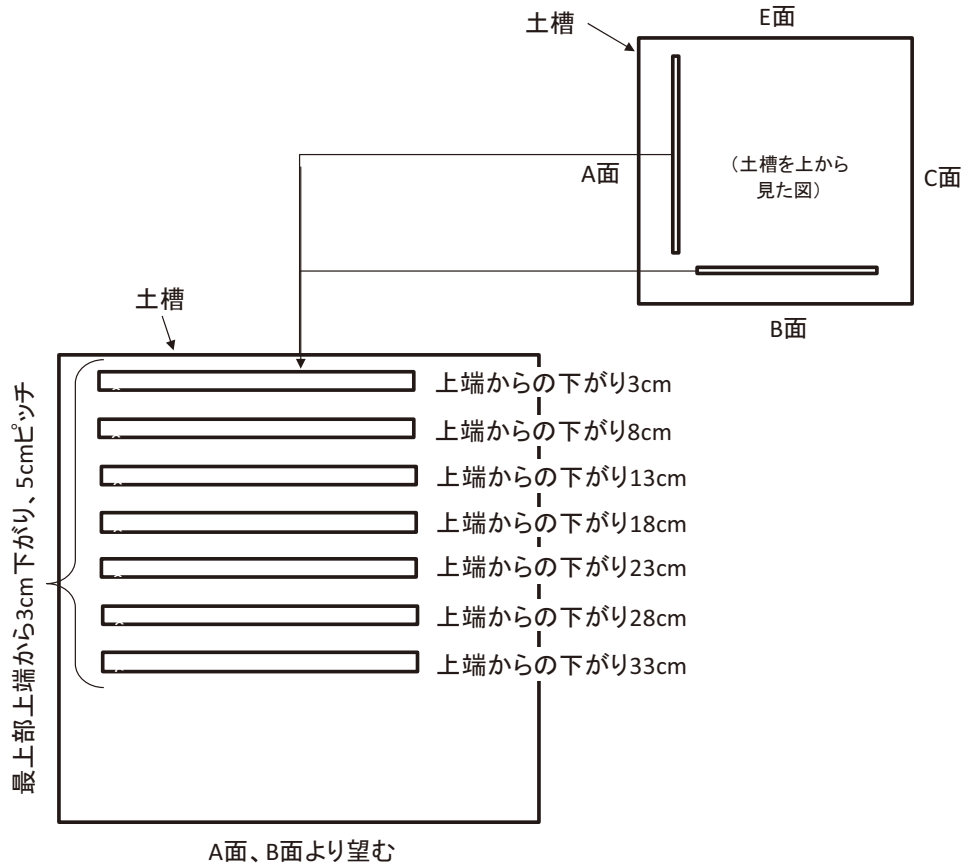 E面
土槽
A面
（土槽を上から
見た図）
C面
B面
土槽
最上部上端から3cm下がり、5cmピッチ
上端からの下がり3cm
上端からの下がり8cm
上端からの下がり13cm
上端からの下がり18cm
上端からの下がり23cm
上端からの下がり28cm
上端からの下がり33cm
A面、B面より望む